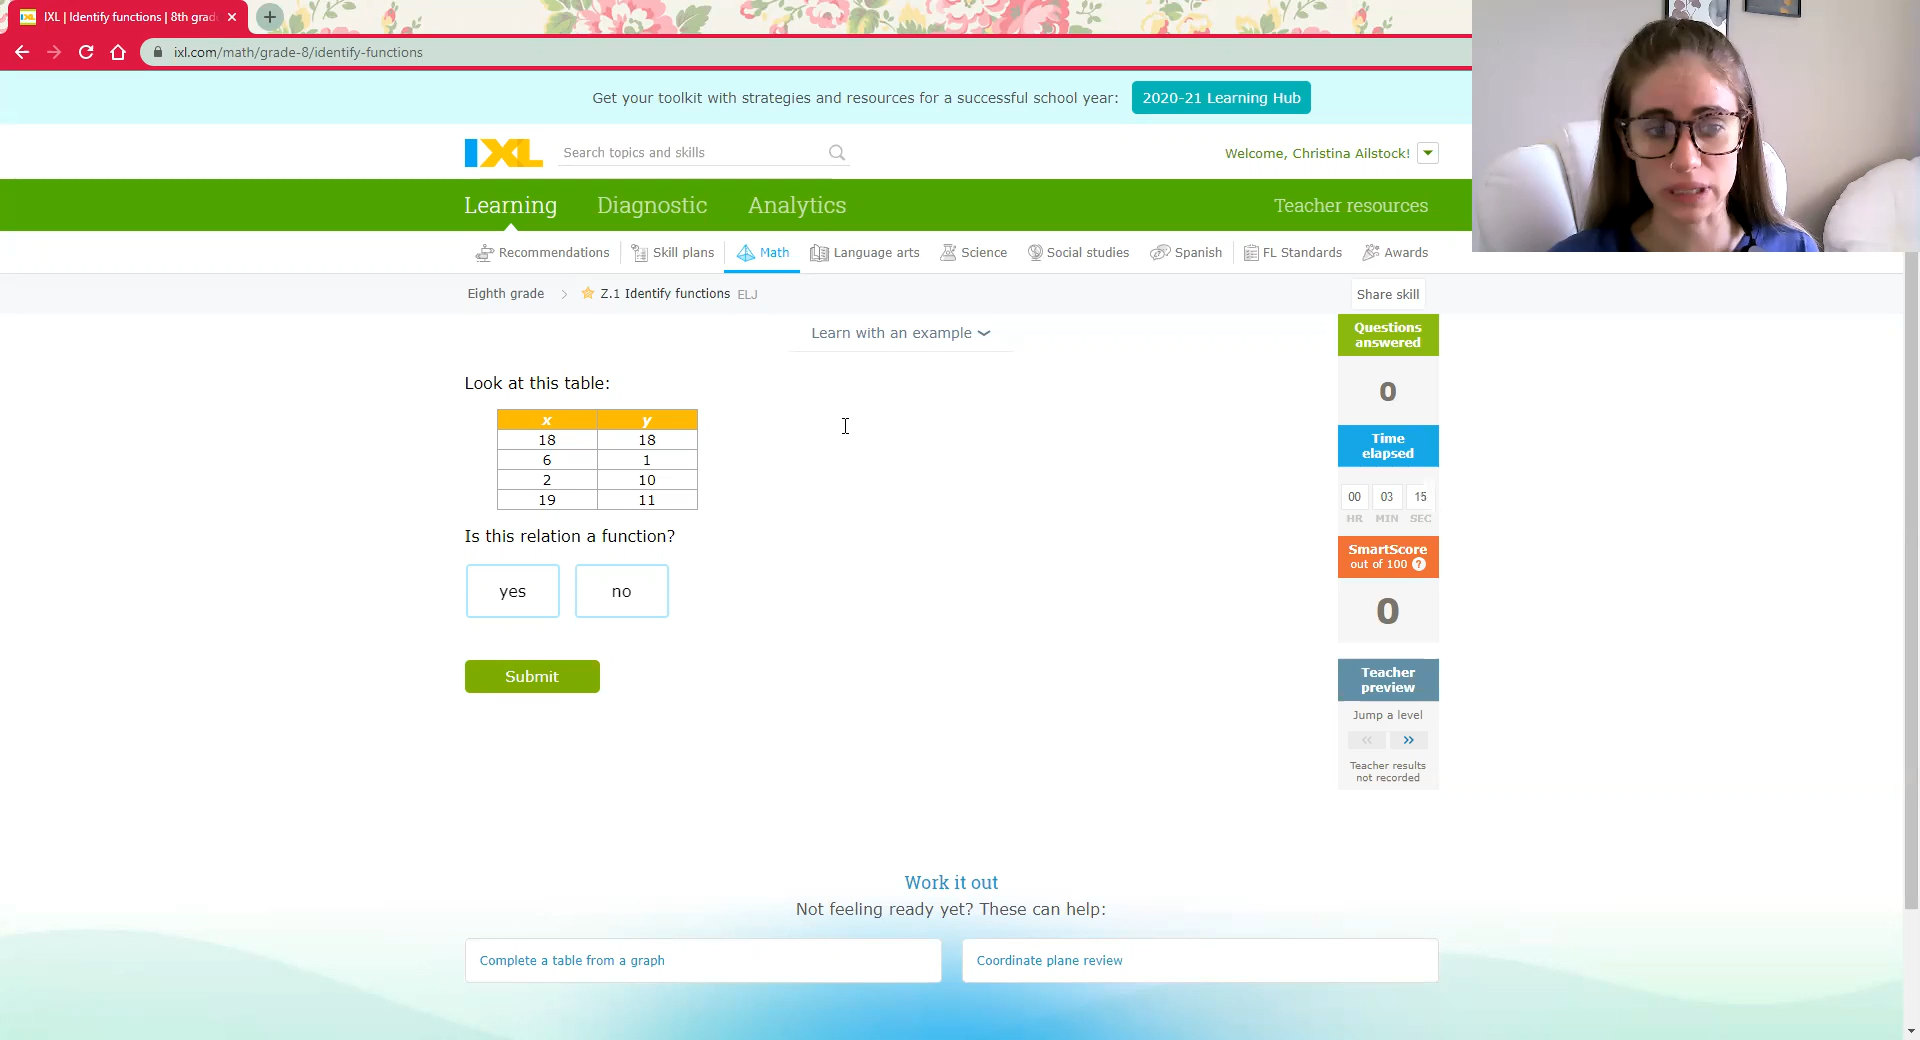 IXL | Identify functions | 8th grad
ixl.com/math/grade-8/identify-functions
Get your toolkit with strategies and resources for a successful school year: 2020-21 Learning Hub
IXL Search topics and skills Welcome, Christina Ailstock!
Learning Diagnostic Analytics Teacher resources
Recommendations Skill plans Math Language arts Science Social studies Spanish FL Standards Awards
Eighth grade > Z.1 Identify functions ELJ Share skill
Learn with an example
Look at this table:
x y
18 18
6 1
2 10
19 11
Is this relation a function?
yes no
Submit
Questions
answered
0
Time
elapsed
00 03 15
HR MIN SEC
SmartScore
out of 100 ?
0
Teacher
preview
Jump a level
<< >>
Teacher results
not recorded
Work it out
Not feeling ready yet? These can help:
Complete a table from a graph Coordinate plane review